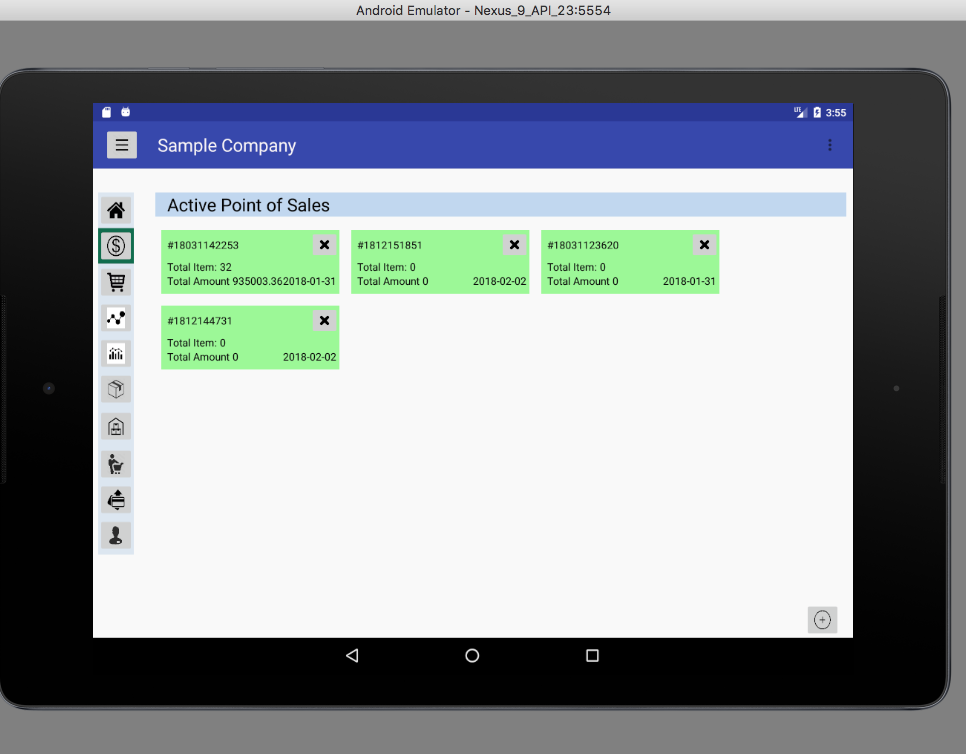 Android Emulator - Nexus_9_API_23:5554
LTE 3:55
Sample Company
Active Point of Sales
#18031142253
Total Item: 32
Total Amount 935003.362018-01-31
#1812151851
Total Item: 0
Total Amount 0 2018-02-02
#18031123620
Total Item: 0
Total Amount 0 2018-01-31
#1812144731
Total Item: 0
Total Amount 0 2018-02-02